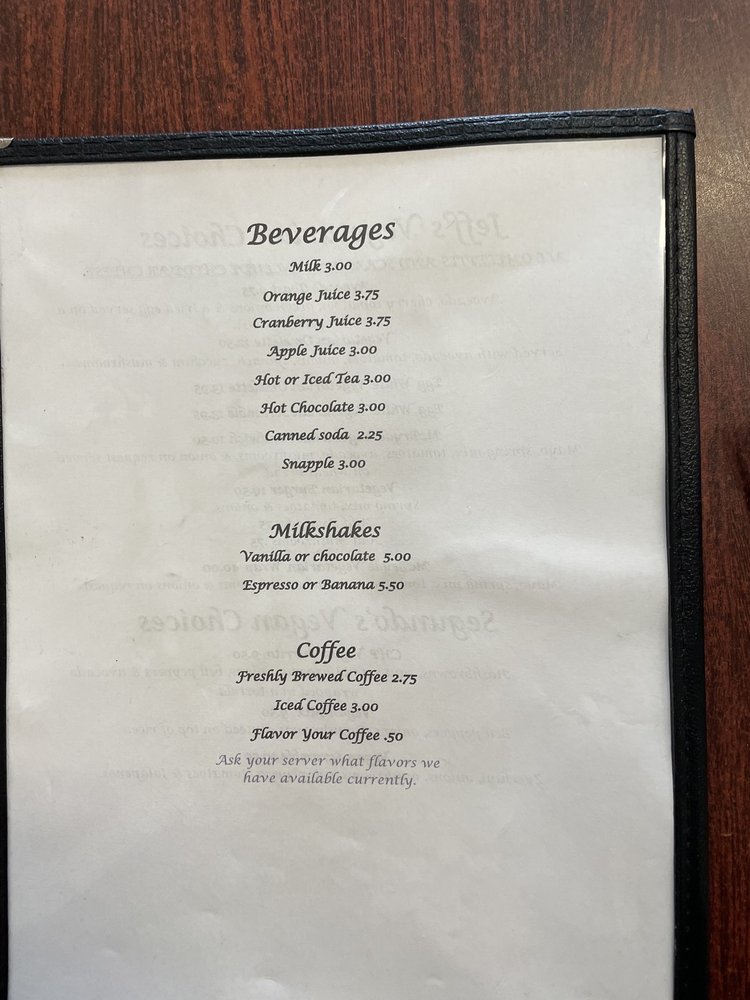 Beverages
Milk 3.00
Orange Juice 3.75
Cranberry Juice 3.75
Apple Juice 3.00
Hot or Iced Tea 3.00
Hot Chocolate 3.00
Canned soda 2.25
Snapple 3.00
Milkshakes
Vanilla or chocolate 5.00
Espresso or Banana 5.50
Coffee
Freshly Brewed Coffee 2.75
Iced Coffee 3.00
Flavor Your Coffee .50
Ask your server what flavors we
have available currently.